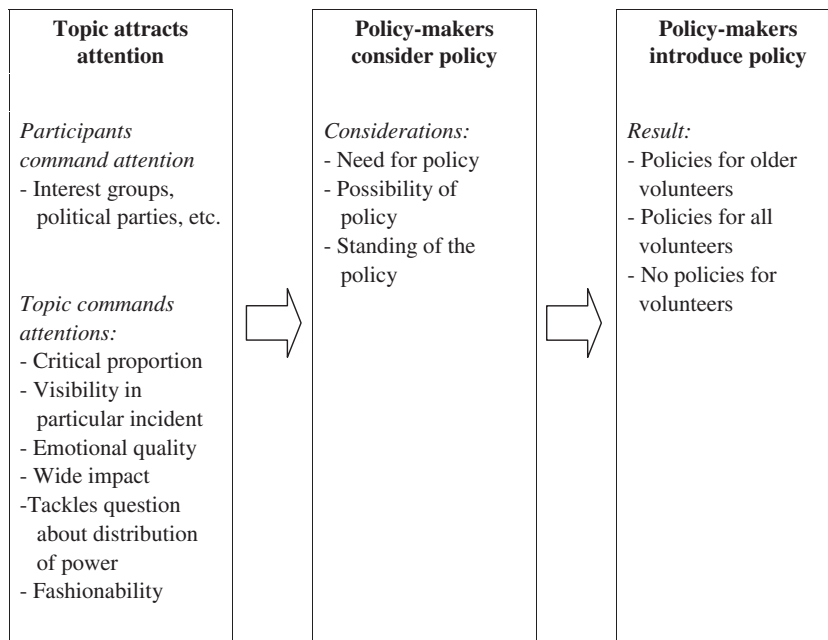 Topic attracts
attention
Participants
command attention
- Interest groups,
political parties, etc.
Topic commands
attentions:
- Critical proportion
- Visibility in
particular incident
- Emotional quality
- Wide impact
-Tackles question
about distribution
of power
- Fashionability
Policy-makers
consider policy
Considerations:
- Need for policy
- Possibility of
policy
- Standing of the
policy
Policy-makers
introduce policy
Result:
- Policies for older
volunteers
- Policies for all
volunteers
- No policies for
volunteers